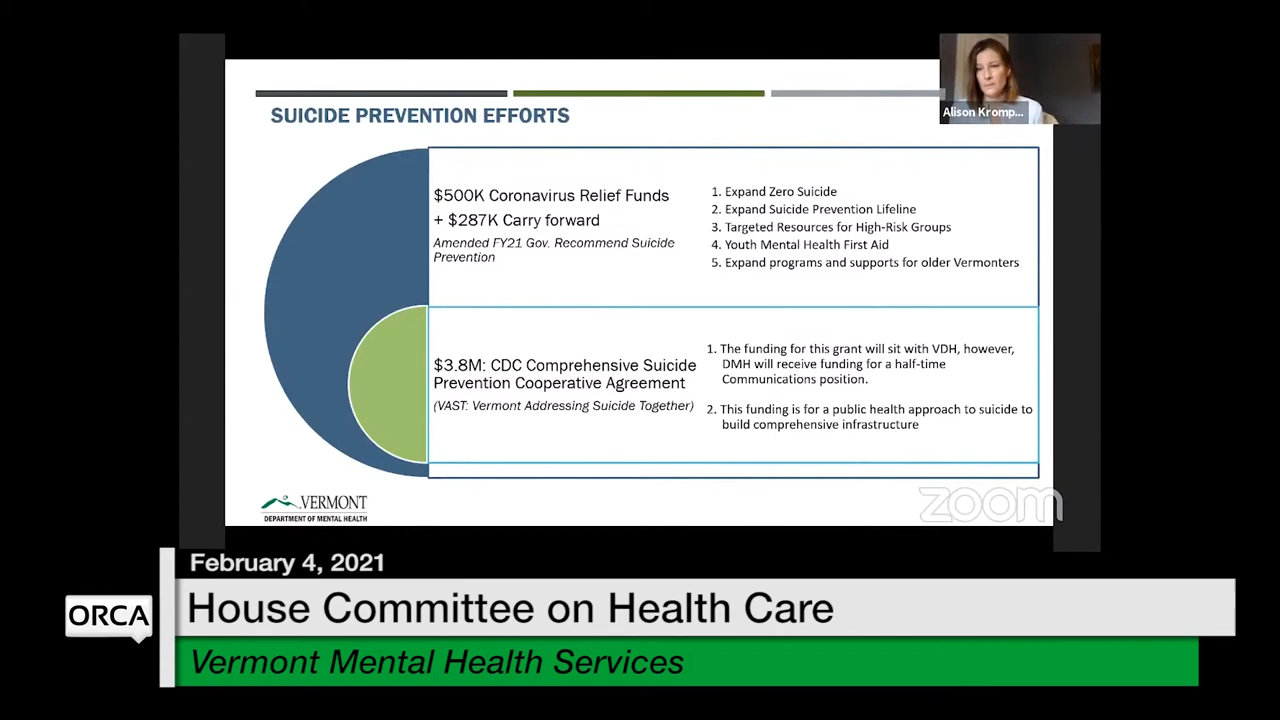 Alison Kromp...
SUICIDE PREVENTION EFFORTS
$500K Coronavirus Relief Funds
+ $287K Carry forward
Amended FY21 Gov. Recommend Suicide
Prevention
1. Expand Zero Suicide
2. Expand Suicide Prevention Lifeline
3. Targeted Resources for High-Risk Groups
4. Youth Mental Health First Aid
5. Expand programs and supports for older Vermonters
$3.8M: CDC Comprehensive Suicide
Prevention Cooperative Agreement
(VAST: Vermont Addressing Suicide Together)
1. The funding for this grant will sit with VDH, however,
DMH will receive funding for a half-time
Communications position.
2. This funding is for a public health approach to suicide to
build comprehensive infrastructure
VERMONT
DEPARTMENT OF MENTAL HEALTH
zoom
February 4, 2021
ORCA
House Committee on Health Care
Vermont Mental Health Services